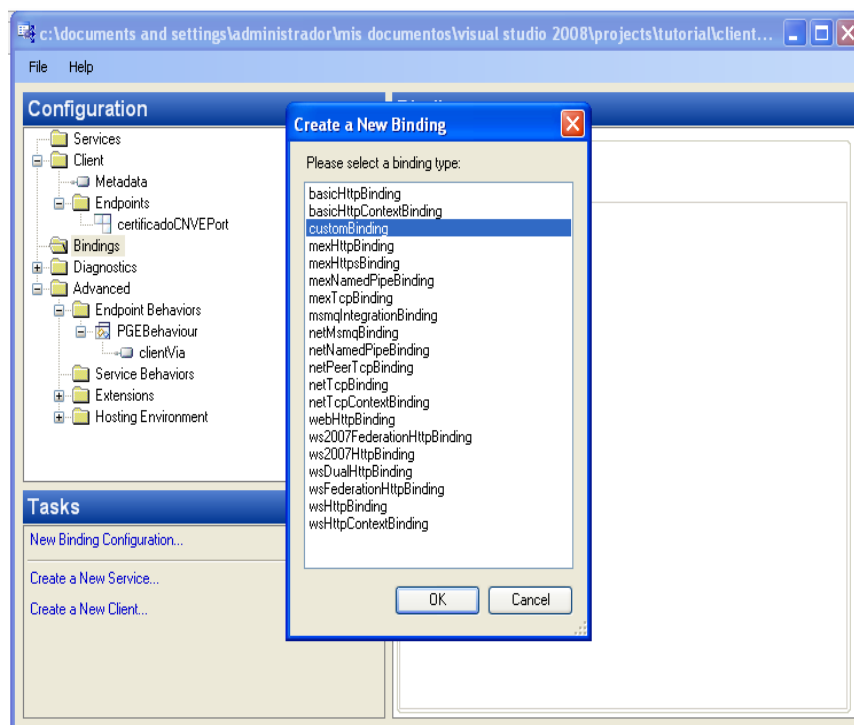 c:\documents and settings\administrador\mis documentos\visual studio 2008\projects\tutorial\client...
File Help
Configuration
Services
Client
Metadata
Endpoints
certificadoCNVEPort
Bindings
Diagnostics
Advanced
Endpoint Behaviors
PGEBehaviour
clientVia
Service Behaviors
Extensions
Hosting Environment
Tasks
New Binding Configuration...
Create a New Service...
Create a New Client...
Create a New Binding
Please select a binding type:
basicHttpBinding
basicHttpContextBinding
customBinding
mexHttpBinding
mexHttpsBinding
mexNamedPipeBinding
mexTcpBinding
msmqIntegrationBinding
netMsmqBinding
netNamedPipeBinding
netPeerTcpBinding
netTcpBinding
netTcpContextBinding
webHttpBinding
ws2007FederationHttpBinding
ws2007HttpBinding
wsDualHttpBinding
wsFederationHttpBinding
wsHttpBinding
wsHttpContextBinding
OK Cancel